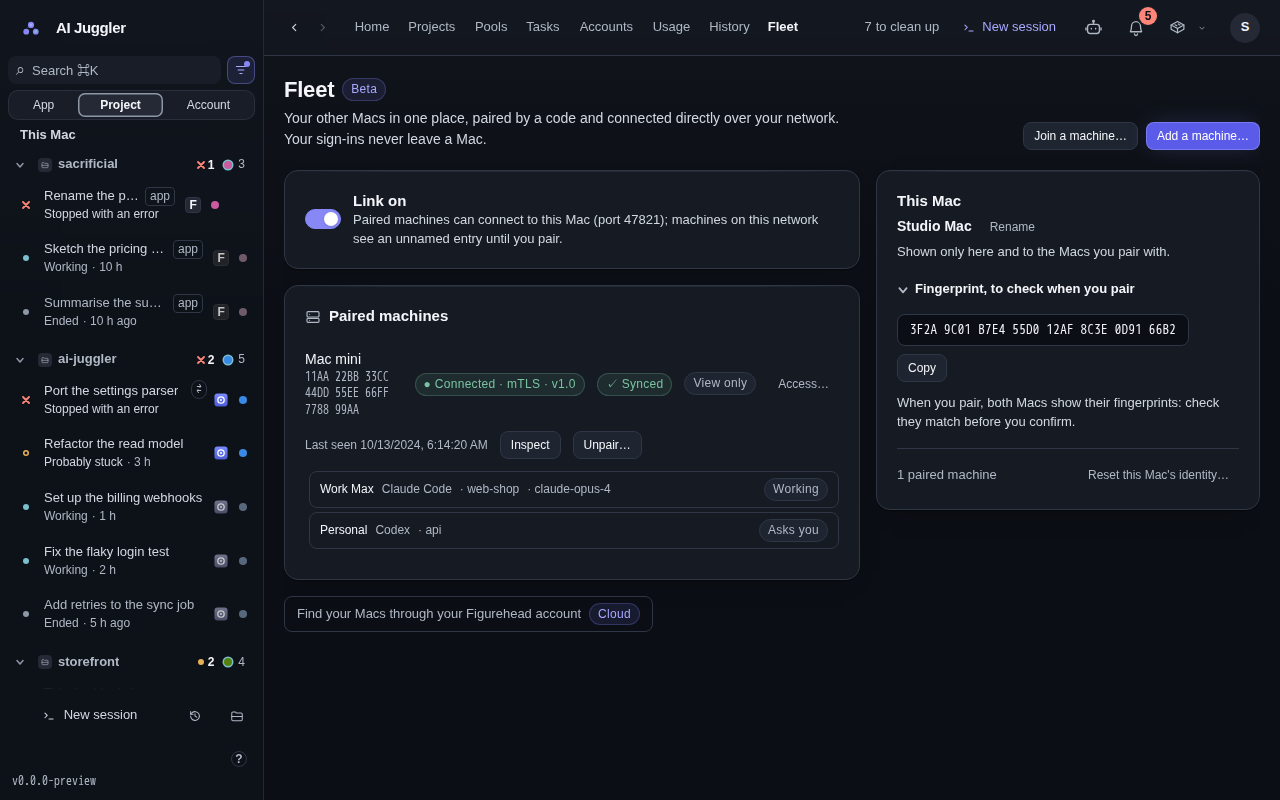 AI Juggler
Search ⌘K
App Project Account
This Mac
sacrificial 1 3
Rename the p… app F
Stopped with an error
Sketch the pricing … app F
Working · 10 h
Summarise the su… app F
Ended · 10 h ago
ai-juggler 2 5
Port the settings parser
Stopped with an error
Refactor the read model
Probably stuck · 3 h
Set up the billing webhooks
Working · 1 h
Fix the flaky login test
Working · 2 h
Add retries to the sync job
Ended · 5 h ago
storefront 2 4
New session
?
v0.0.0-preview
Home Projects Pools Tasks Accounts Usage History Fleet 7 to clean up New session 5 S
Fleet Beta
Your other Macs in one place, paired by a code and connected directly over your network.
Your sign-ins never leave a Mac.
Join a machine… Add a machine…
Link on
Paired machines can connect to this Mac (port 47821); machines on this network
see an unnamed entry until you pair.
Paired machines
Mac mini
11AA 22BB 33CC
44DD 55EE 66FF
7788 99AA
Connected · mTLS · v1.0 ✓ Synced View only Access…
Last seen 10/13/2024, 6:14:20 AM Inspect Unpair…
Work Max Claude Code · web-shop · claude-opus-4 Working
Personal Codex · api Asks you
Find your Macs through your Figurehead account Cloud
This Mac
Studio Mac Rename
Shown only here and to the Macs you pair with.
Fingerprint, to check when you pair
3F2A 9C01 B7E4 55D0 12AF 8C3E 0D91 66B2
Copy
When you pair, both Macs show their fingerprints: check
they match before you confirm.
1 paired machine Reset this Mac's identity…